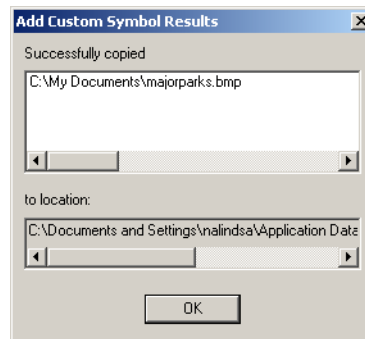 Add Custom Symbol Results
Successfully copied
C:\My Documents\majorparks.bmp
to location:
C:\Documents and Settings\nalindsa\Application Data
OK